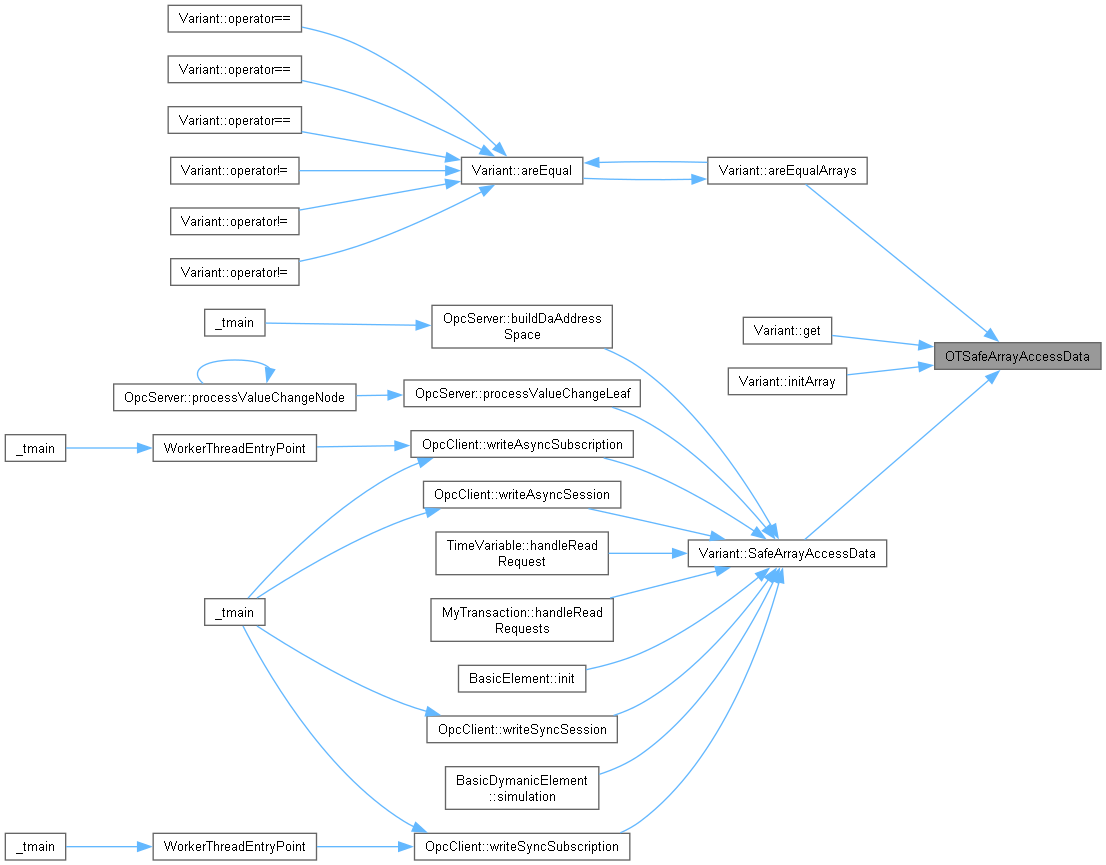 Variant::operator==
Variant::operator==
Variant::operator==
Variant::operator!=
Variant::operator!=
Variant::operator!=
Variant::areEqual
Variant::areEqualArrays
_tmain
OpcServer::buildDaAddress
Space
Variant::get
OTSafeArrayAccessData
Variant::initArray
OpcServer::processValueChangeNode
OpcServer::processValueChangeLeaf
_tmain
WorkerThreadEntryPoint
OpcClient::writeAsyncSubscription
OpcClient::writeAsyncSession
TimeVariable::handleRead
Request
Variant::SafeArrayAccessData
_tmain
MyTransaction::handleRead
Requests
BasicElement::init
OpcClient::writeSyncSession
BasicDymanicElement
::simulation
_tmain
WorkerThreadEntryPoint
OpcClient::writeSyncSubscription